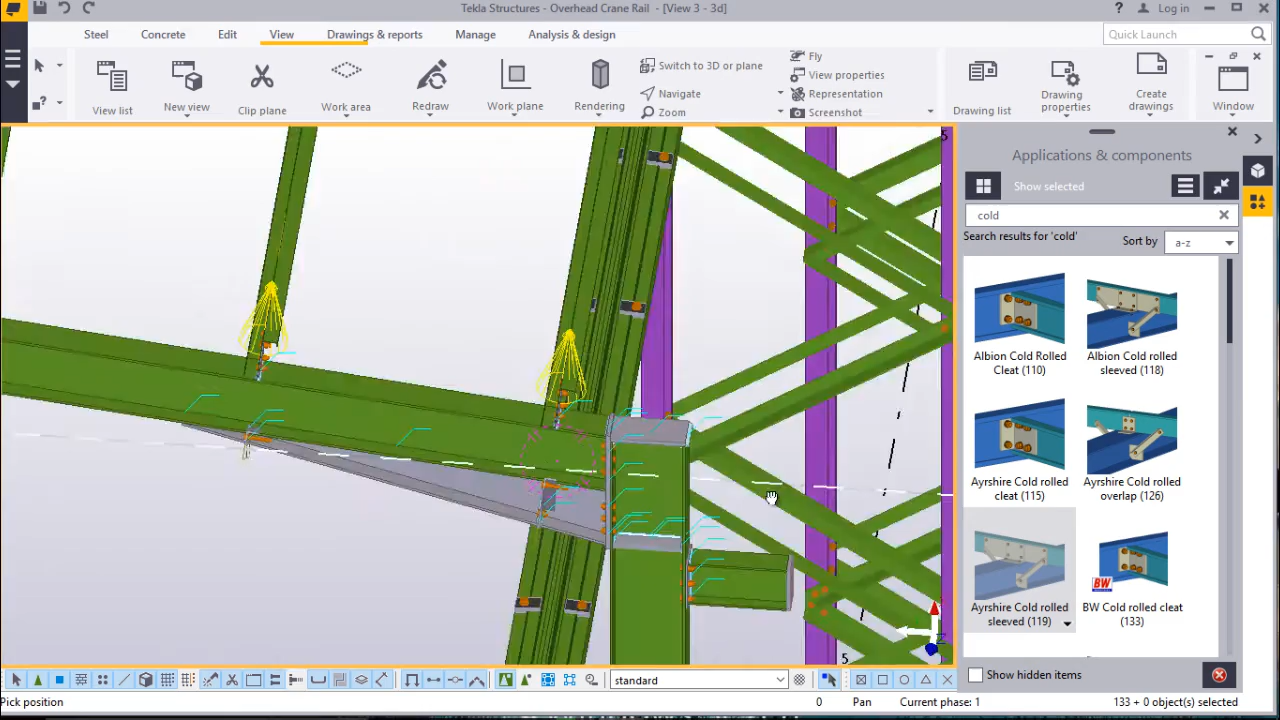 Tekla Structures - Overhead Crane Rail - [View 3 - 3d]
? Log in
Steel Concrete Edit View Drawings & reports Manage Analysis & design
Quick Launch
View list
New view
Clip plane
Work area
Redraw
Work plane
Rendering
Switch to 3D or plane
Navigate
Zoom
Fly
View properties
Representation
Screenshot
Drawing list
Drawing properties
Create drawings
Window
5
5
Applications & components
Show selected
cold
Search results for 'cold'
Sort by
a-z
Albion Cold Rolled Cleat (110)
Albion Cold rolled sleeved (118)
Ayrshire Cold rolled cleat (115)
Ayrshire Cold rolled overlap (126)
Ayrshire Cold rolled sleeved (119)
BW
BW Cold rolled cleat (133)
Show hidden items
standard
Pick position
0
Pan
Current phase: 1
133 + 0 object(s) selected